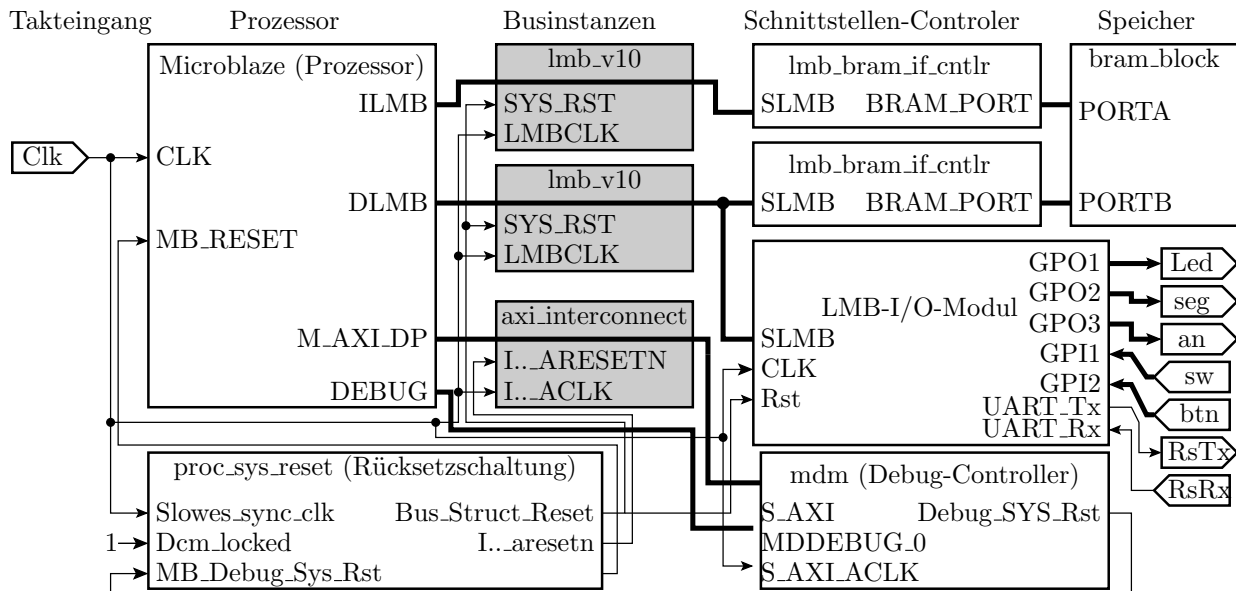 Takteingang Prozessor Businstanzen Schnittstellen-Controler Speicher
Microblaze (Prozessor)
ILMB
CLK
DLMB
MB_RESET
M_AXI_DP
DEBUG
Clk
lmb_v10
SYS_RST
LMBCLK
lmb_v10
SYS_RST
LMBCLK
axi_interconnect
I.._ARESETN
I.._ACLK
lmb_bram_if_cntlr
SLMB BRAM_PORT
lmb_bram_if_cntlr
SLMB BRAM_PORT
bram_block
PORTA
PORTB
LMB-I/O-Modul
SLMB
CLK
Rst
GPO1
GPO2
GPO3
GPI1
GPI2
UART_Tx
UART_Rx
Led
seg
an
sw
btn
RsTx
RsRx
proc_sys_reset (Rücksetzschaltung)
Slowes_sync_clk Bus_Struct_Reset
1 Dcm_locked I.._aresetn
MB_Debug_Sys_Rst
mdm (Debug-Controller)
S_AXI Debug_SYS_Rst
MDDEBUG_0
S_AXI_ACLK